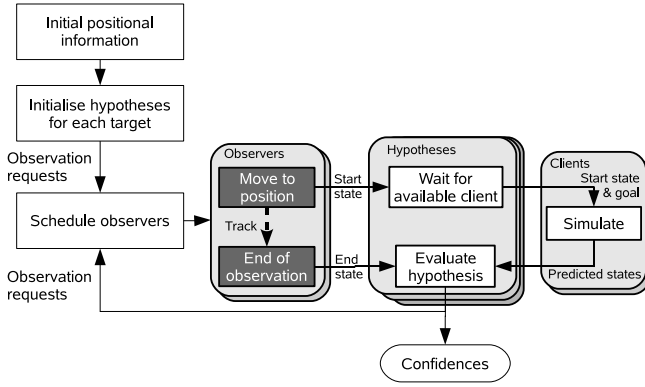 Initial positional
information
Initialise hypotheses
for each target
Observation
requests
Schedule observers
Observation
requests
Observers
Move to
position
Track
End of
observation
Start
state
End
state
Hypotheses
Wait for
available client
Evaluate
hypothesis
Clients
Start state
& goal
Simulate
Predicted states
Confidences